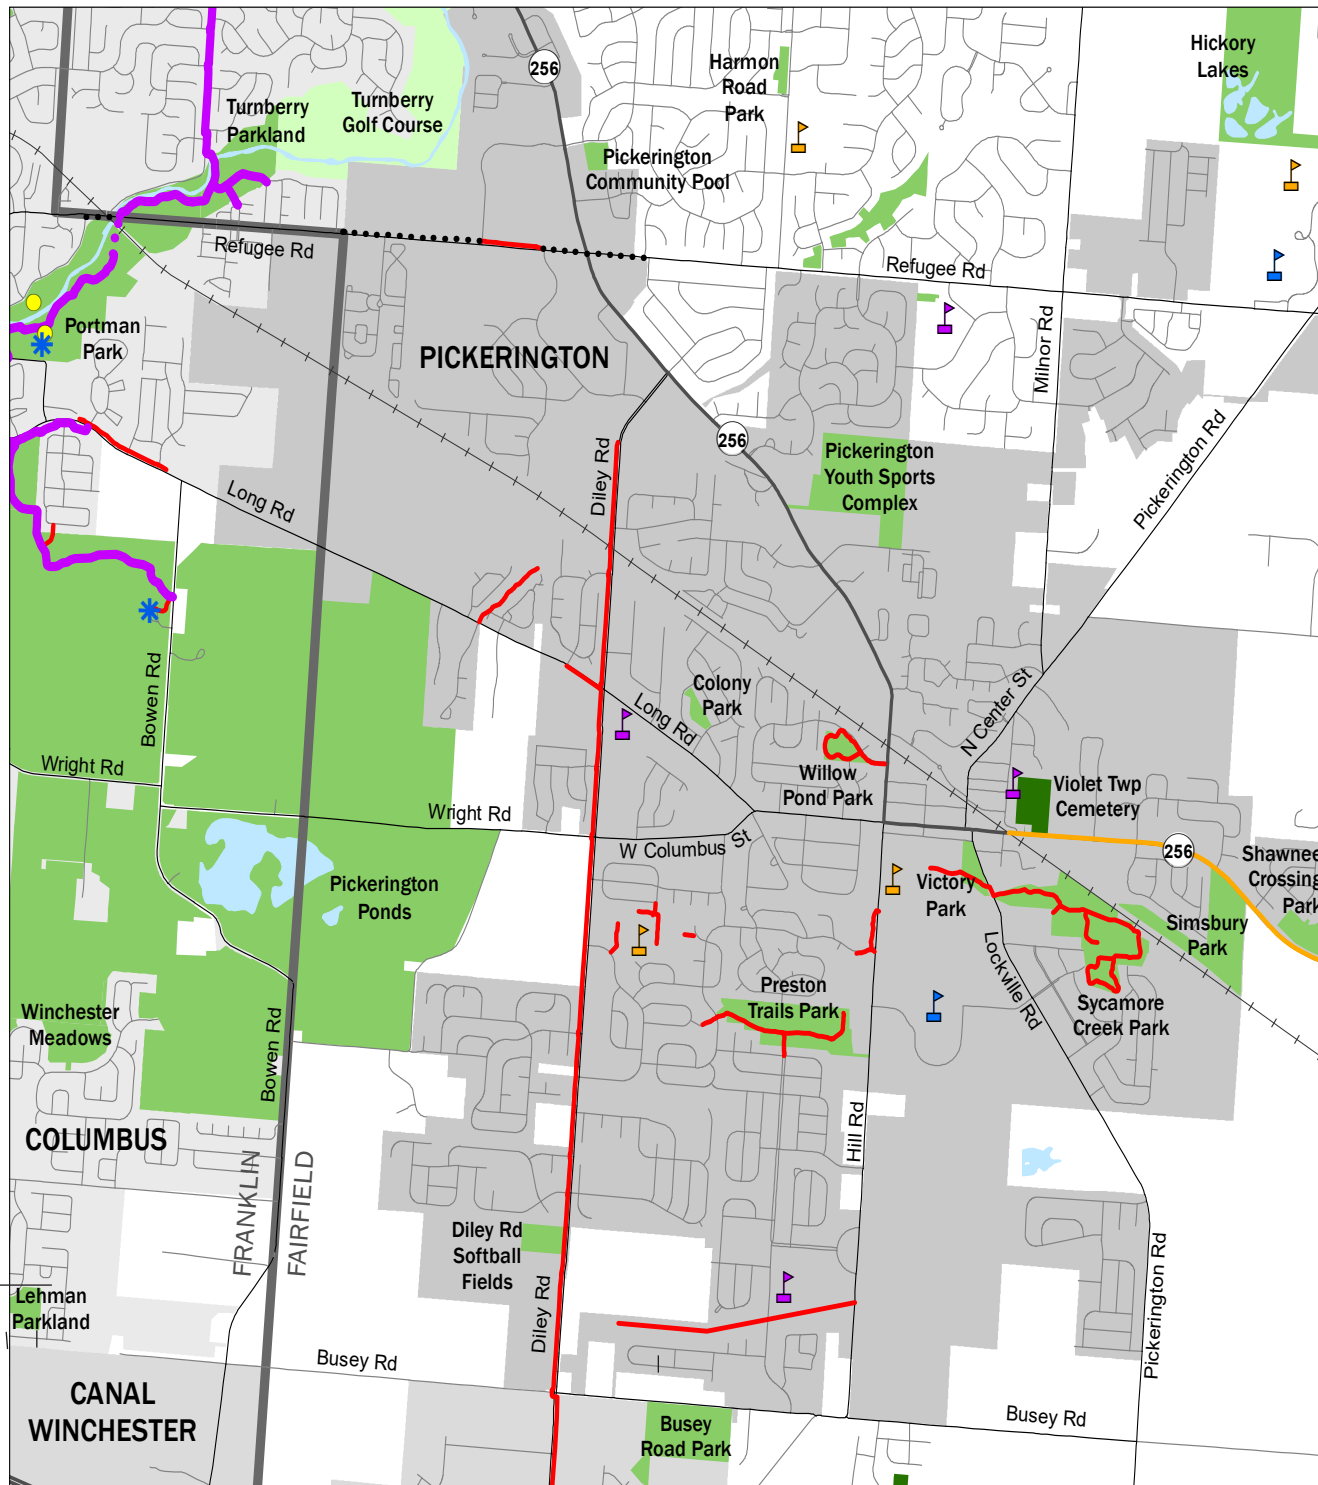 256
Harmon
Road
Park
Hickory
Lakes
Turnberry
Parkland
Turnberry
Golf Course
Pickerington
Community Pool
Refugee Rd
Refugee Rd
Portman
Park
PICKERINGTON
Milnor Rd
256
Pickerington Rd
Diley Rd
Pickerington
Youth Sports
Complex
Long Rd
Bowen Rd
Colony
Park
Long Rd
N Center St
Wright Rd
Willow
Pond Park
Violet Twp
Cemetery
Wright Rd
W Columbus St
256
Shawnee
Crossing
Park
Pickerington
Ponds
Victory
Park
Simsbury
Park
Lockville Rd
Preston
Trails Park
Sycamore
Creek Park
Winchester
Meadows
Bowen Rd
COLUMBUS
Hill Rd
FRANKLIN
FAIRFIELD
Diley Rd
Softball
Fields
Pickerington Rd
Lehman
Parkland
Diley Rd
Busey Rd
CANAL
WINCHESTER
Busey
Road Park
Busey Rd